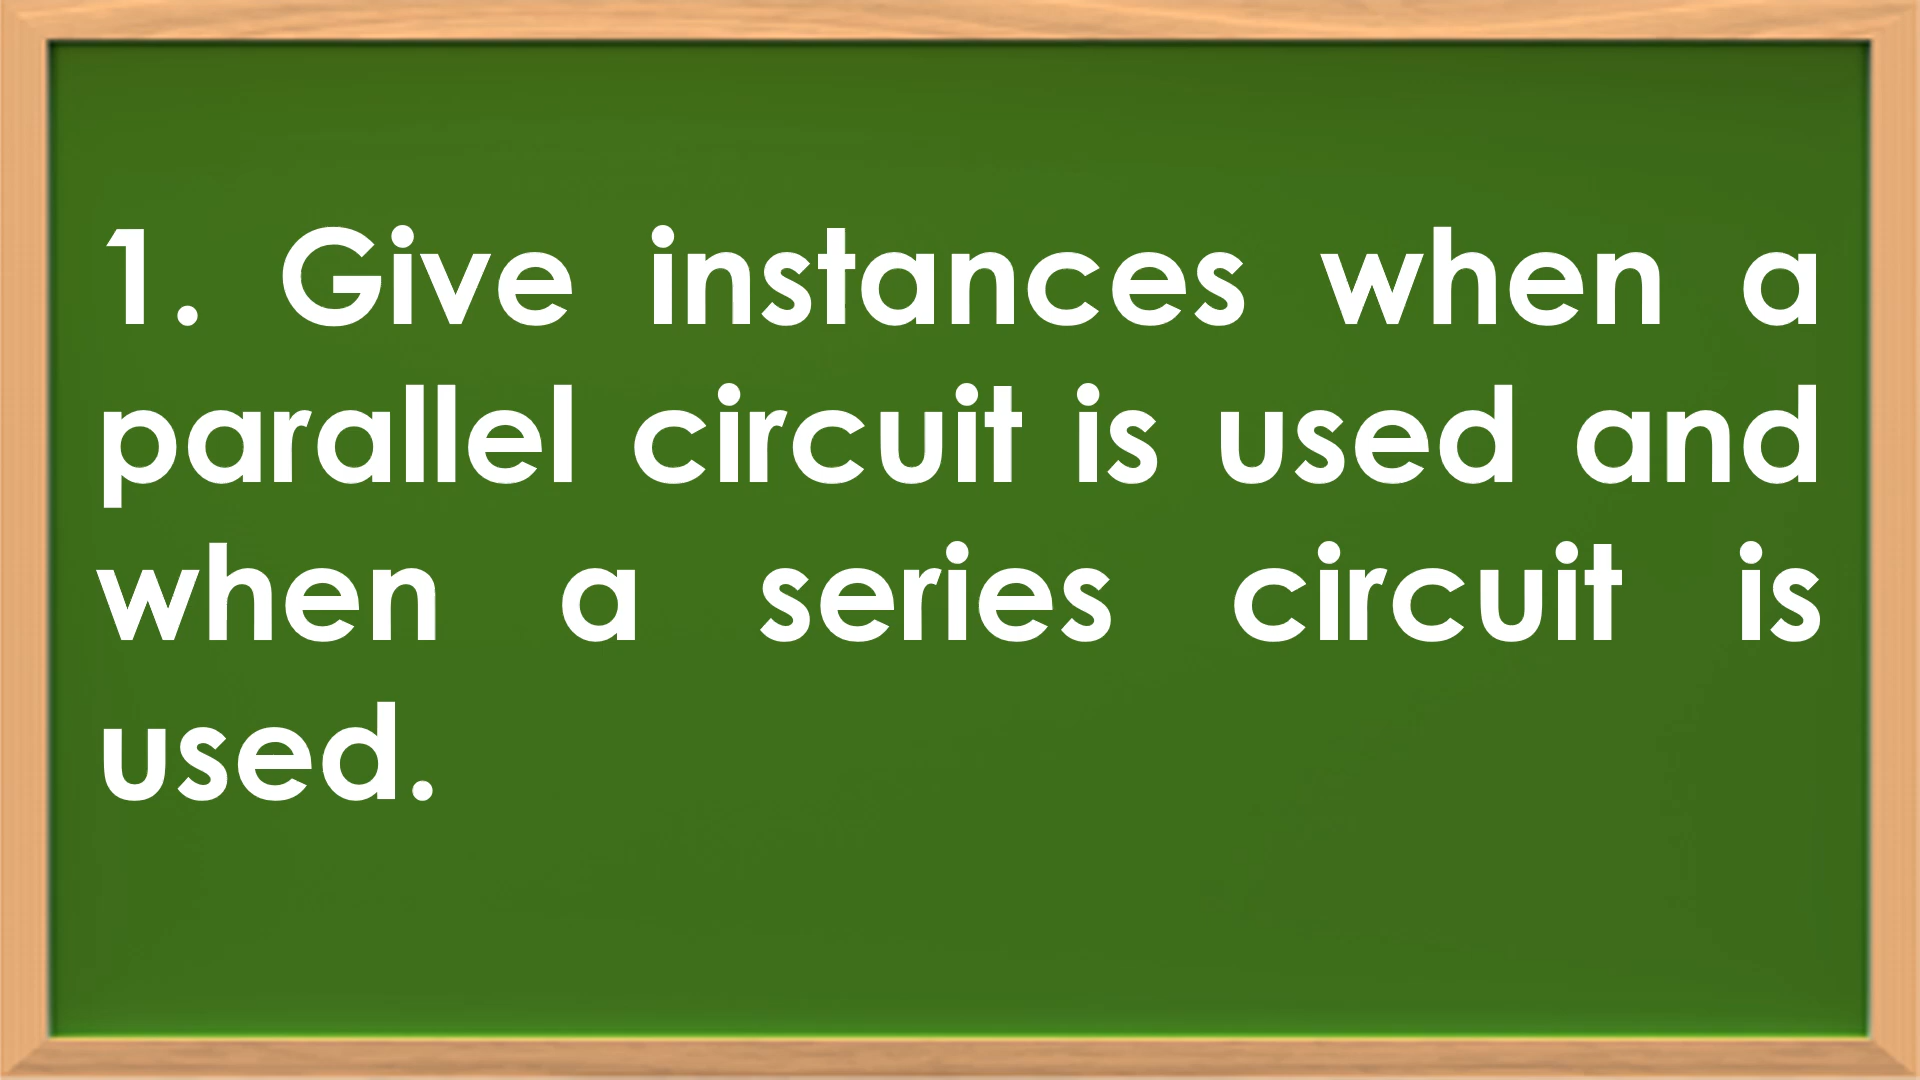 1. Give instances when a
parallel circuit is used and
when a series circuit is
used.